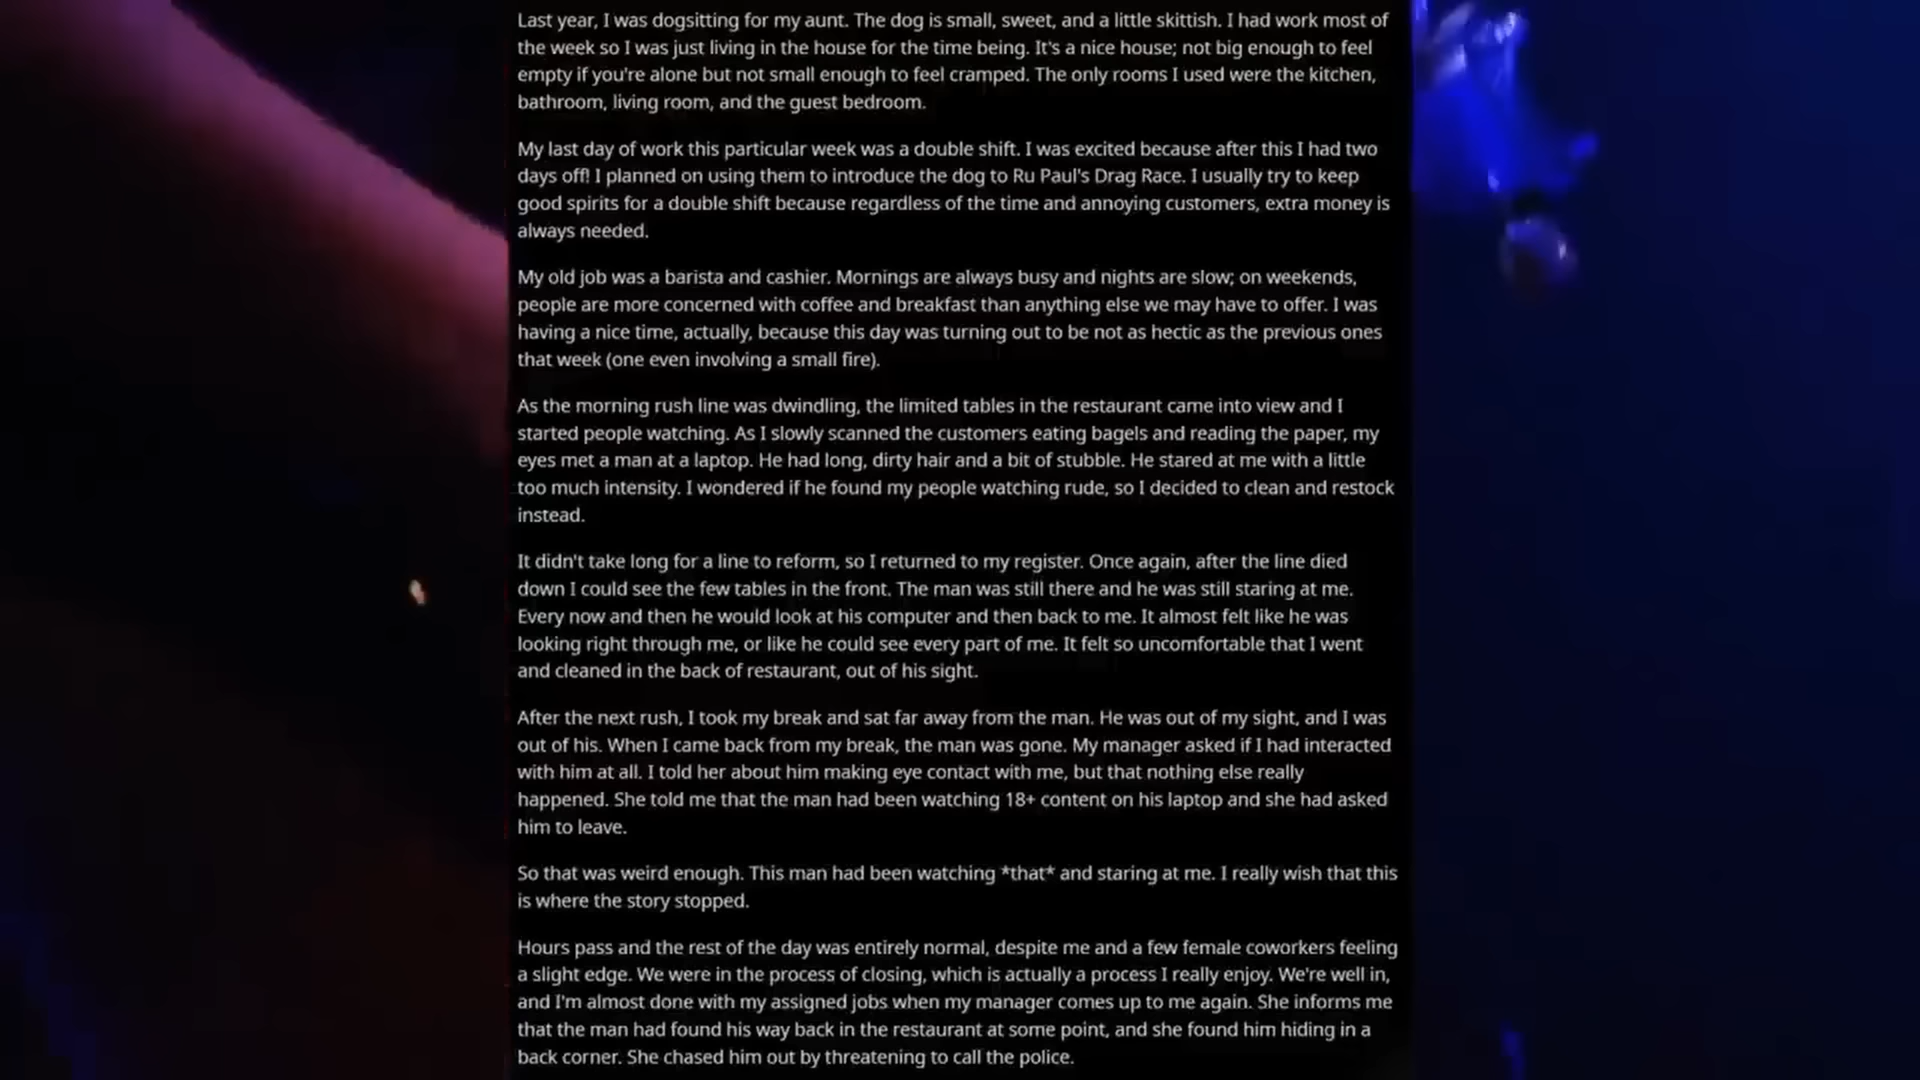 Last year, I was dogsitting for my aunt. The dog is small, sweet, and a little skittish. I had work most of
the week so I was just living in the house for the time being. It's a nice house; not big enough to feel
empty if you're alone but not small enough to feel cramped. The only rooms I used were the kitchen,
bathroom, living room, and the guest bedroom.
My last day of work this particular week was a double shift. I was excited because after this I had two
days off! I planned on using them to introduce the dog to Ru Paul's Drag Race. I usually try to keep
good spirits for a double shift because regardless of the time and annoying customers, extra money is
always needed.
My old job was a barista and cashier. Mornings are always busy and nights are slow; on weekends,
people are more concerned with coffee and breakfast than anything else we may have to offer. I was
having a nice time, actually, because this day was turning out to be not as hectic as the previous ones
that week (one even involving a small fire).
As the morning rush line was dwindling, the limited tables in the restaurant came into view and I
started people watching. As I slowly scanned the customers eating bagels and reading the paper, my
eyes met a man at a laptop. He had long, dirty hair and a bit of stubble. He stared at me with a little
too much intensity. I wondered if he found my people watching rude, so I decided to clean and restock
instead.
It didn't take long for a line to reform, so I returned to my register. Once again, after the line died
down I could see the few tables in the front. The man was still there and he was still staring at me.
Every now and then he would look at his computer and then back to me. It almost felt like he was
looking right through me, or like he could see every part of me. It felt so uncomfortable that I went
and cleaned in the back of restaurant, out of his sight.
After the next rush, I took my break and sat far away from the man. He was out of my sight, and I was
out of his. When I came back from my break, the man was gone. My manager asked if I had interacted
with him at all. I told her about him making eye contact with me, but that nothing else really
happened. She told me that the man had been watching 18+ content on his laptop and she had asked
him to leave.
So that was weird enough. This man had been watching *that* and staring at me. I really wish that this
is where the story stopped.
Hours pass and the rest of the day was entirely normal, despite me and a few female coworkers feeling
a slight edge. We were in the process of closing, which is actually a process I really enjoy. We're well in,
and I'm almost done with my assigned jobs when my manager comes up to me again. She informs me
that the man had found his way back in the restaurant at some point, and she found him hiding in a
back corner. She chased him out by threatening to call the police.